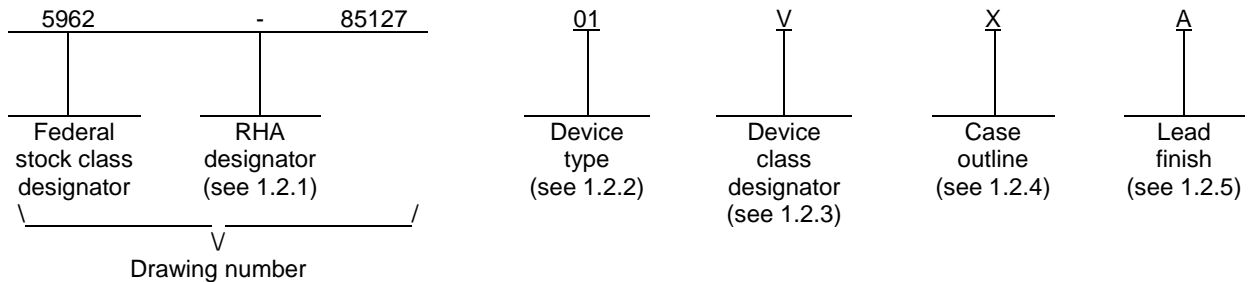 5962 - 85127 01 V X A
Federal stock class designator
RHA designator (see 1.2.1)
Device type (see 1.2.2)
Device class designator (see 1.2.3)
Case outline (see 1.2.4)
Lead finish (see 1.2.5)
\ /
\/
Drawing number